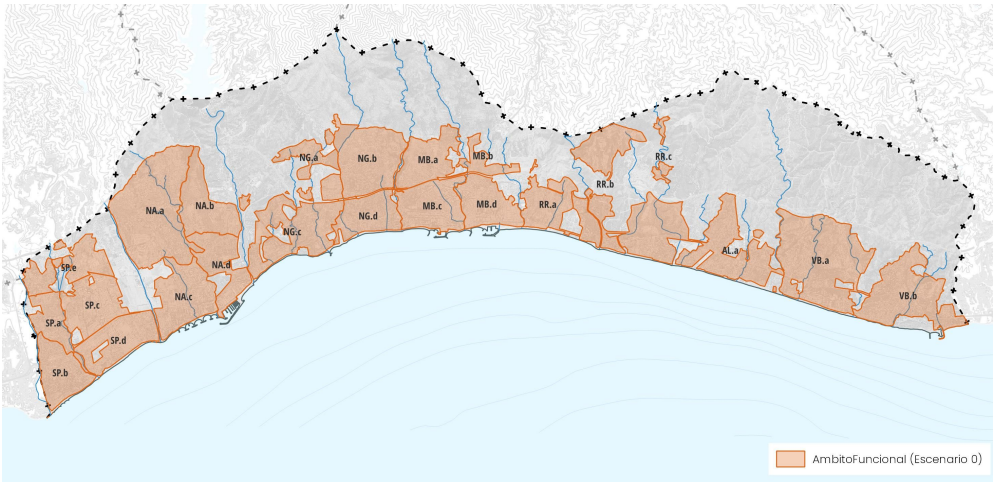 NG.a
NG.b
MB.a
MB.b
RR.c
RR.b
NA.a
NA.b
NG.c
NG.d
MB.c
MB.d
RR.a
SP.e
NA.d
AL.a
VB.a
SP.c
NA.c
VB.b
SP.a
SP.d
SP.b
AmbitoFuncional (Escenario 0)